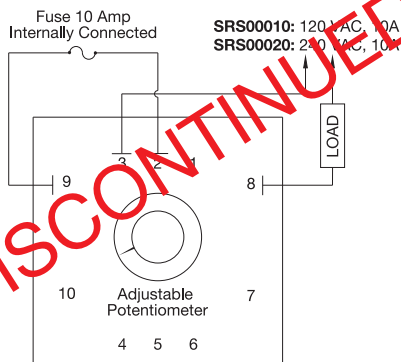 Fuse 10 Amp
Internally Connected
SRS00010: 120 VAC, 10A
SRS00020: 240 VAC, 10A
DISCONTINUED
LOAD
3 2 1
9
8
10
Adjustable
Potentiometer
7
4 5 6